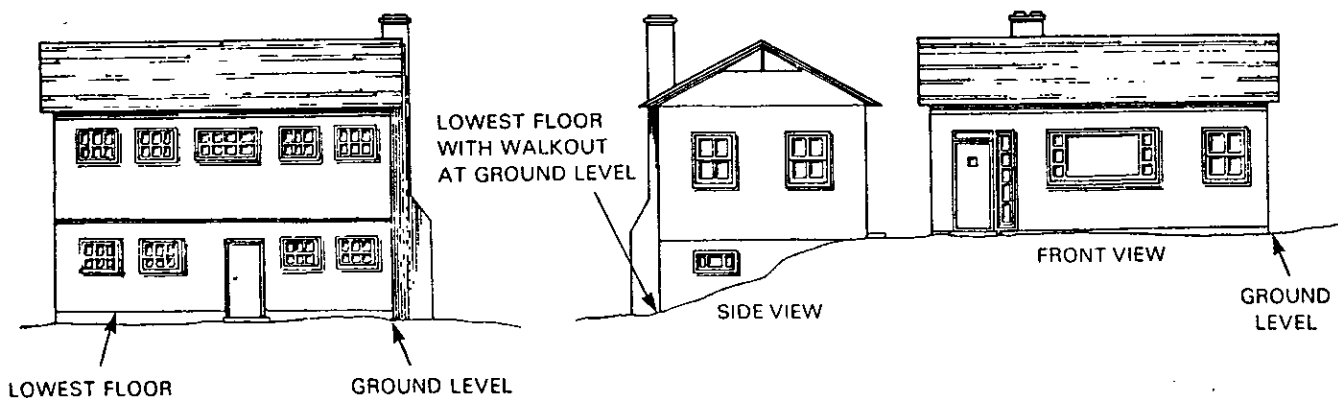 LOWEST FLOOR
WITH WALKOUT
AT GROUND LEVEL
SIDE VIEW
FRONT VIEW
GROUND
LEVEL
LOWEST FLOOR
GROUND LEVEL